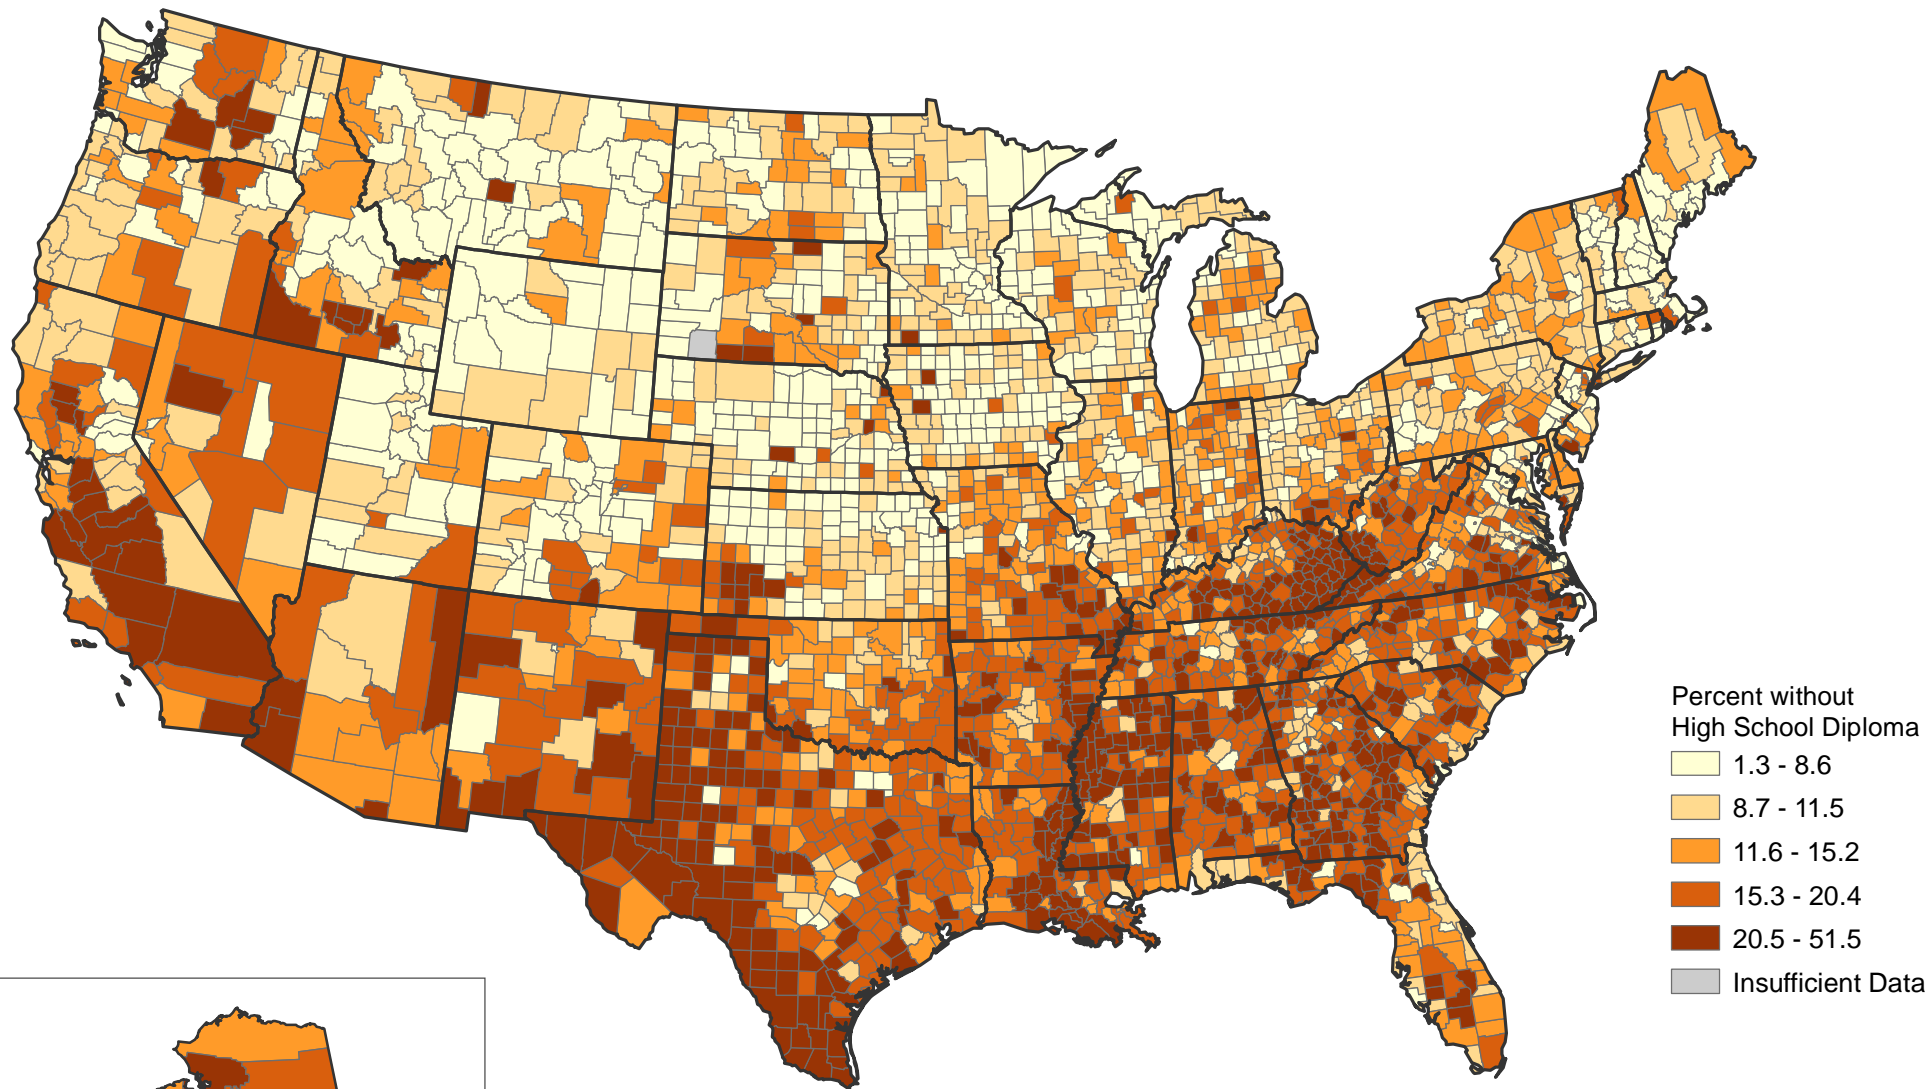 Percent without
High School Diploma
1.3 - 8.6
8.7 - 11.5
11.6 - 15.2
15.3 - 20.4
20.5 - 51.5
Insufficient Data